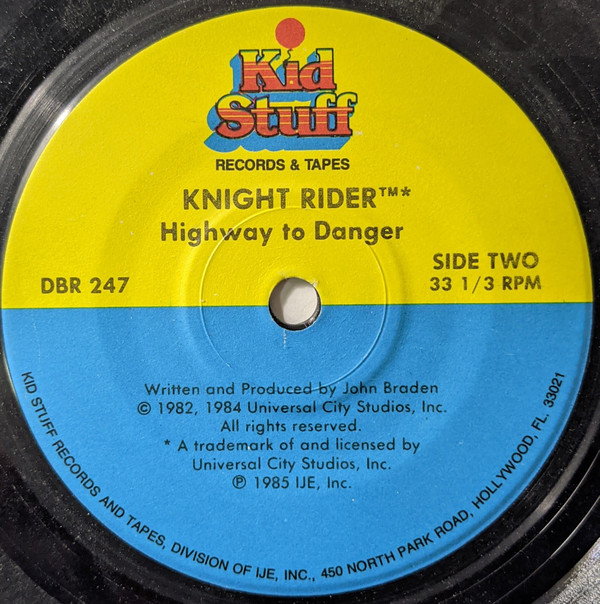 Kid
Stuff
RECORDS & TAPES
KNIGHT RIDER™*
Highway to Danger
DBR 247
SIDE TWO
33 1/3 RPM
Written and Produced by John Braden
© 1982, 1984 Universal City Studios, Inc.
All rights reserved.
* A trademark of and licensed by
Universal City Studios, Inc.
℗ 1985 IJE, Inc.
KID STUFF RECORDS AND TAPES, DIVISION OF IJE, INC., 450 NORTH PARK ROAD, HOLLYWOOD, FL. 33021